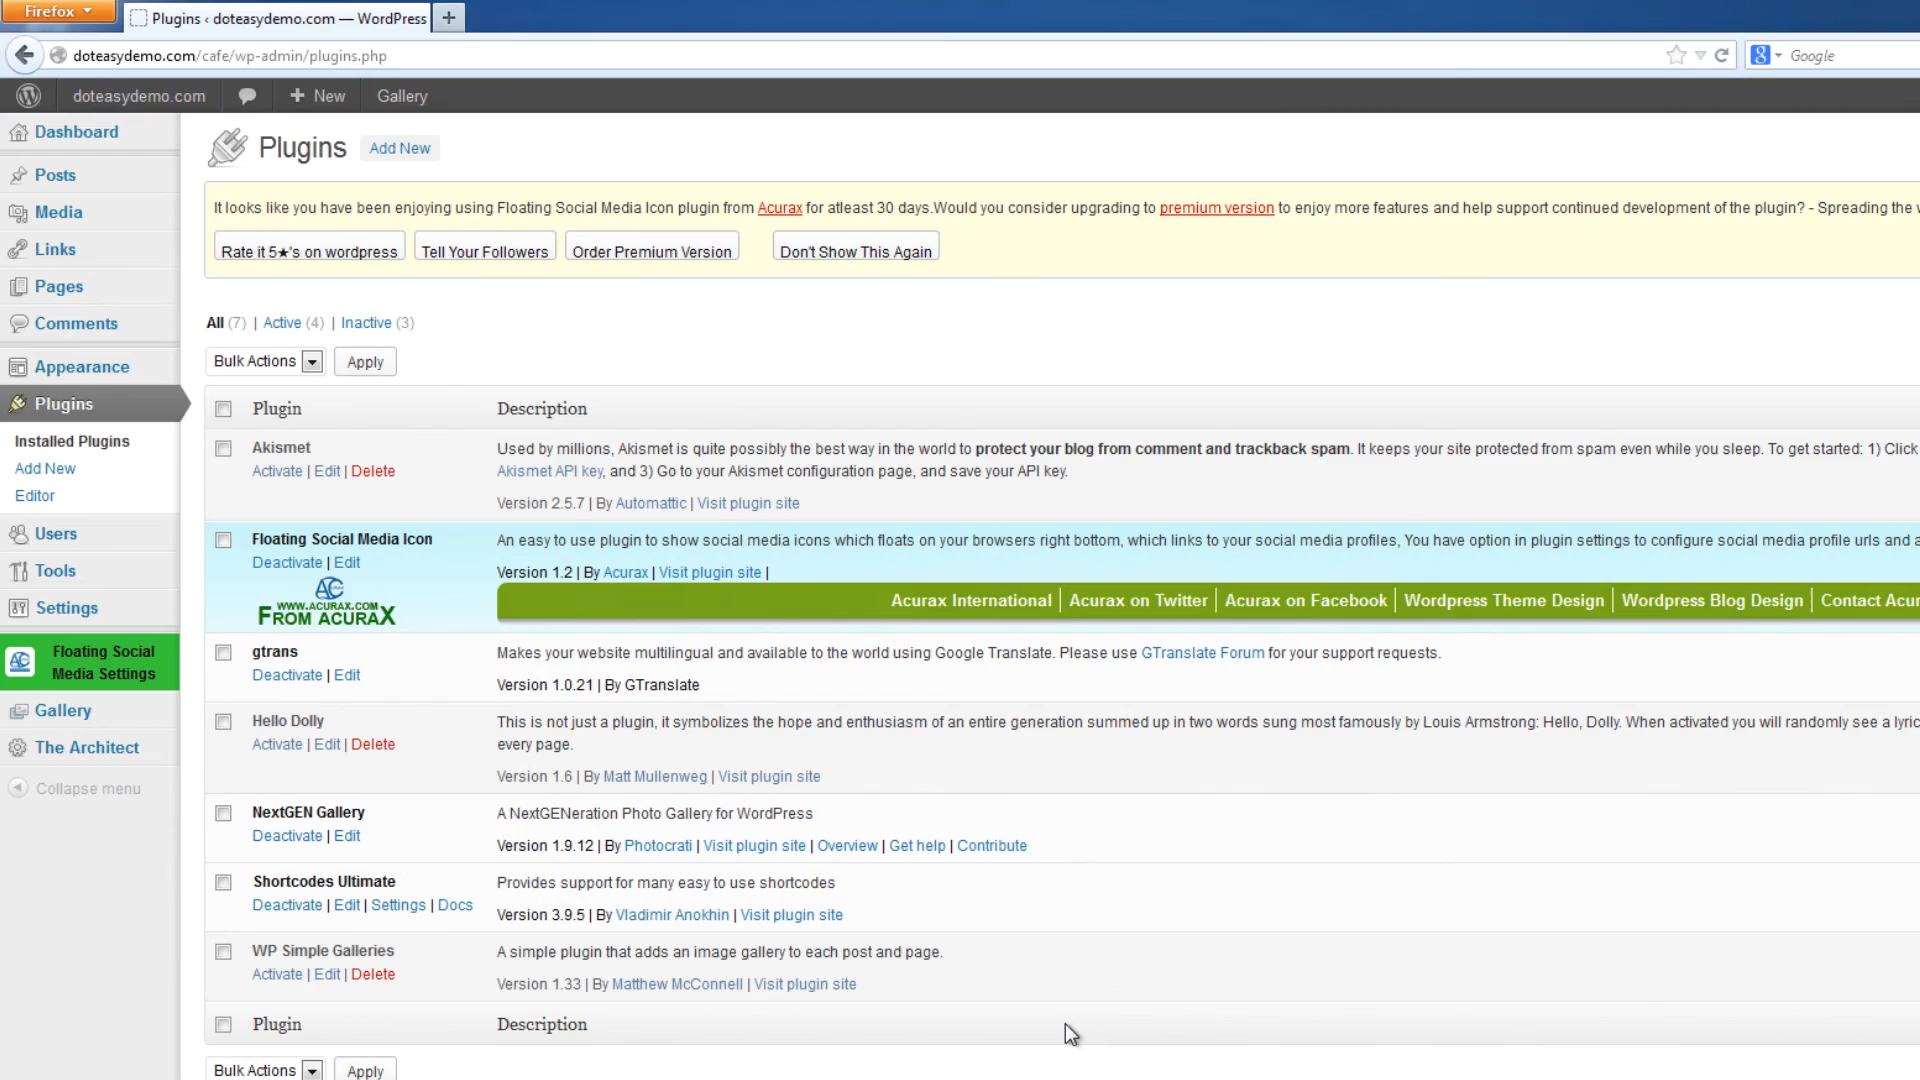 Firefox
Plugins ‹ doteasydemo.com — WordPress
doteasydemo.com/cafe/wp-admin/plugins.php
Google
doteasydemo.com
New
Gallery
Dashboard
Posts
Media
Links
Pages
Comments
Appearance
Plugins
Installed Plugins
Add New
Editor
Users
Tools
Settings
Floating Social
Media Settings
Gallery
The Architect
Collapse menu
Plugins Add New
It looks like you have been enjoying using Floating Social Media Icon plugin from Acurax for atleast 30 days.Would you consider upgrading to premium version to enjoy more features and help support continued development of the plugin? - Spreading the
Rate it 5★'s on wordpress
Tell Your Followers
Order Premium Version
Don't Show This Again
All (7) | Active (4) | Inactive (3)
Bulk Actions Apply
Plugin Description
Akismet
Activate | Edit | Delete
Used by millions, Akismet is quite possibly the best way in the world to protect your blog from comment and trackback spam. It keeps your site protected from spam even while you sleep. To get started: 1) Click
Akismet API key, and 3) Go to your Akismet configuration page, and save your API key.
Version 2.5.7 | By Automattic | Visit plugin site
Floating Social Media Icon
Deactivate | Edit
AC
WWW.ACURAX.COM
FROM ACURAX
An easy to use plugin to show social media icons which floats on your browsers right bottom, which links to your social media profiles, You have option in plugin settings to configure social media profile urls and
Version 1.2 | By Acurax | Visit plugin site |
Acurax International | Acurax on Twitter | Acurax on Facebook | Wordpress Theme Design | Wordpress Blog Design | Contact Acur
gtrans
Deactivate | Edit
Makes your website multilingual and available to the world using Google Translate. Please use GTranslate Forum for your support requests.
Version 1.0.21 | By GTranslate
Hello Dolly
Activate | Edit | Delete
This is not just a plugin, it symbolizes the hope and enthusiasm of an entire generation summed up in two words sung most famously by Louis Armstrong: Hello, Dolly. When activated you will randomly see a lyric
every page.
Version 1.6 | By Matt Mullenweg | Visit plugin site
NextGEN Gallery
Deactivate | Edit
A NextGENeration Photo Gallery for WordPress
Version 1.9.12 | By Photocrati | Visit plugin site | Overview | Get help | Contribute
Shortcodes Ultimate
Deactivate | Edit | Settings | Docs
Provides support for many easy to use shortcodes
Version 3.9.5 | By Vladimir Anokhin | Visit plugin site
WP Simple Galleries
Activate | Edit | Delete
A simple plugin that adds an image gallery to each post and page.
Version 1.33 | By Matthew McConnell | Visit plugin site
Plugin Description
Bulk Actions Apply